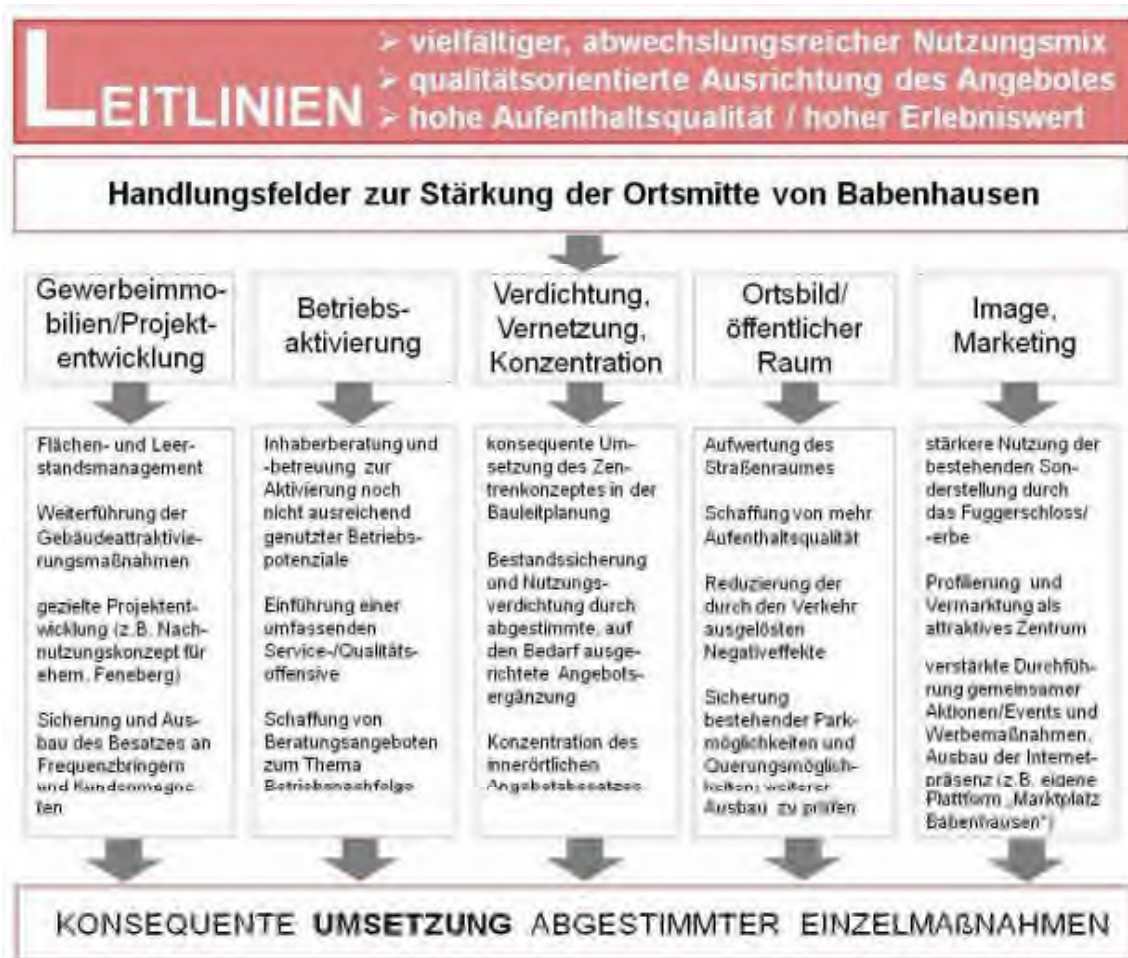 LEITLINIEN
➢ vielfältiger, abwechslungsreicher Nutzungsmix
➢ qualitätsorientierte Ausrichtung des Angebotes
➢ hohe Aufenthaltsqualität / hoher Erlebniswert
Handlungsfelder zur Stärkung der Ortsmitte von Babenhausen
Gewerbeimmo-
bilien/Projekt-
entwicklung
Flächen- und Leer-
standsmanagement
Weiterführung der
Gebäudeattraktivie-
rungsmaßnahmen
gezielte Projektent-
wicklung (z.B. Nach-
nutzungskonzept für
ehem. Feneberg)
Sicherung und Aus-
bau des Besatzes an
Frequenzbringern
und Kundenmagne-
ten
Betriebs-
aktivierung
Inhaberberatung und
-betreuung zur
Aktivierung noch
nicht ausreichend
genutzter Betriebs-
potenziale
Einführung einer
umfassenden
Service-/Qualitäts-
offensive
Schaffung von
Beratungsangeboten
zum Thema
Betriebsnachfolge
Verdichtung,
Vernetzung,
Konzentration
konsequente Um-
setzung des Zen-
trenkonzeptes in der
Bauleitplanung
Bestandssicherung
und Nutzungs-
verdichtung durch
abgestimmte, auf
den Bedarf ausge-
richtete Angebots-
ergänzung
Konzentration des
innerörtlichen
Angebotsbesatzes
Ortsbild/
öffentlicher
Raum
Aufwertung des
Straßenraumes
Schaffung von mehr
Aufenthaltsqualität
Reduzierung der
durch den Verkehr
ausgelösten
Negativeffekte
Sicherung
bestehender Park-
möglichkeiten und
Querungsmöglich-
keiten; weiterer
Ausbau zu prüfen
Image,
Marketing
stärkere Nutzung der
bestehenden Son-
derstellung durch
das Fuggerschloss/
-erbe
Profilierung und
Vermarktung als
attraktives Zentrum
verstärkte Durchfüh-
rung gemeinsamer
Aktionen/Events und
Werbemaßnahmen,
Ausbau der Internet-
präsenz (z.B. eigene
Plattform „Marktplatz
Babenhausen")
KONSEQUENTE UMSETZUNG ABGESTIMMTER EINZELMAßNAHMEN